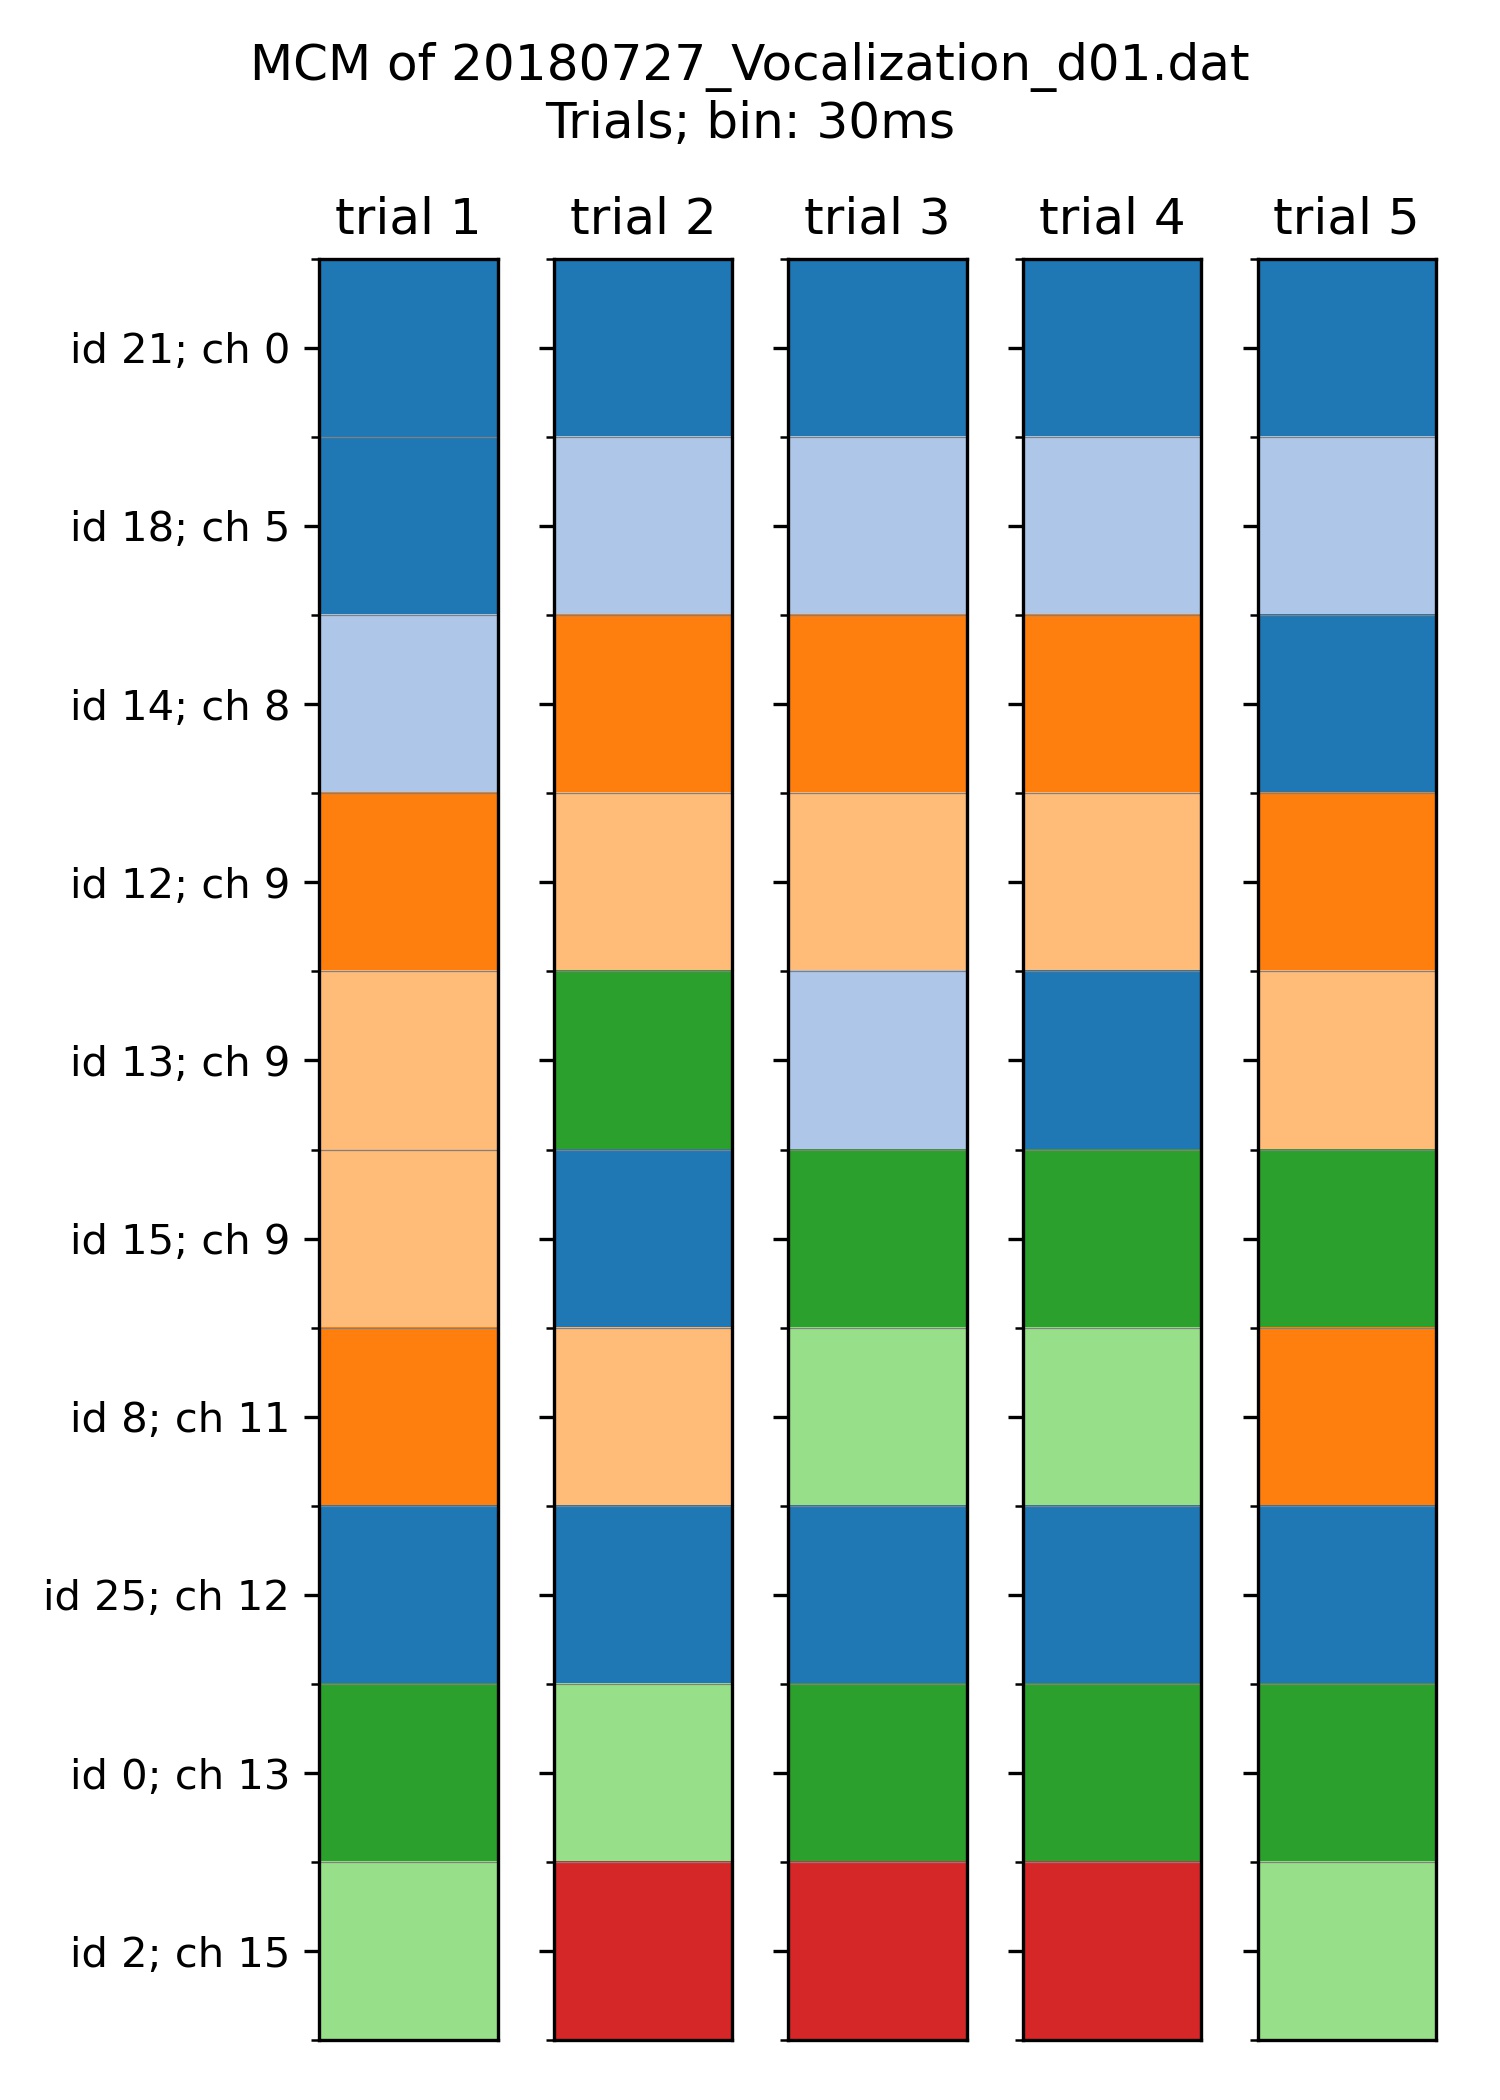 MCM of 20180727_Vocalization_d01.dat
Trials; bin: 30ms
trial 1 trial 2 trial 3 trial 4 trial 5
id 21; ch 0
id 18; ch 5
id 14; ch 8
id 12; ch 9
id 13; ch 9
id 15; ch 9
id 8; ch 11
id 25; ch 12
id 0; ch 13
id 2; ch 15